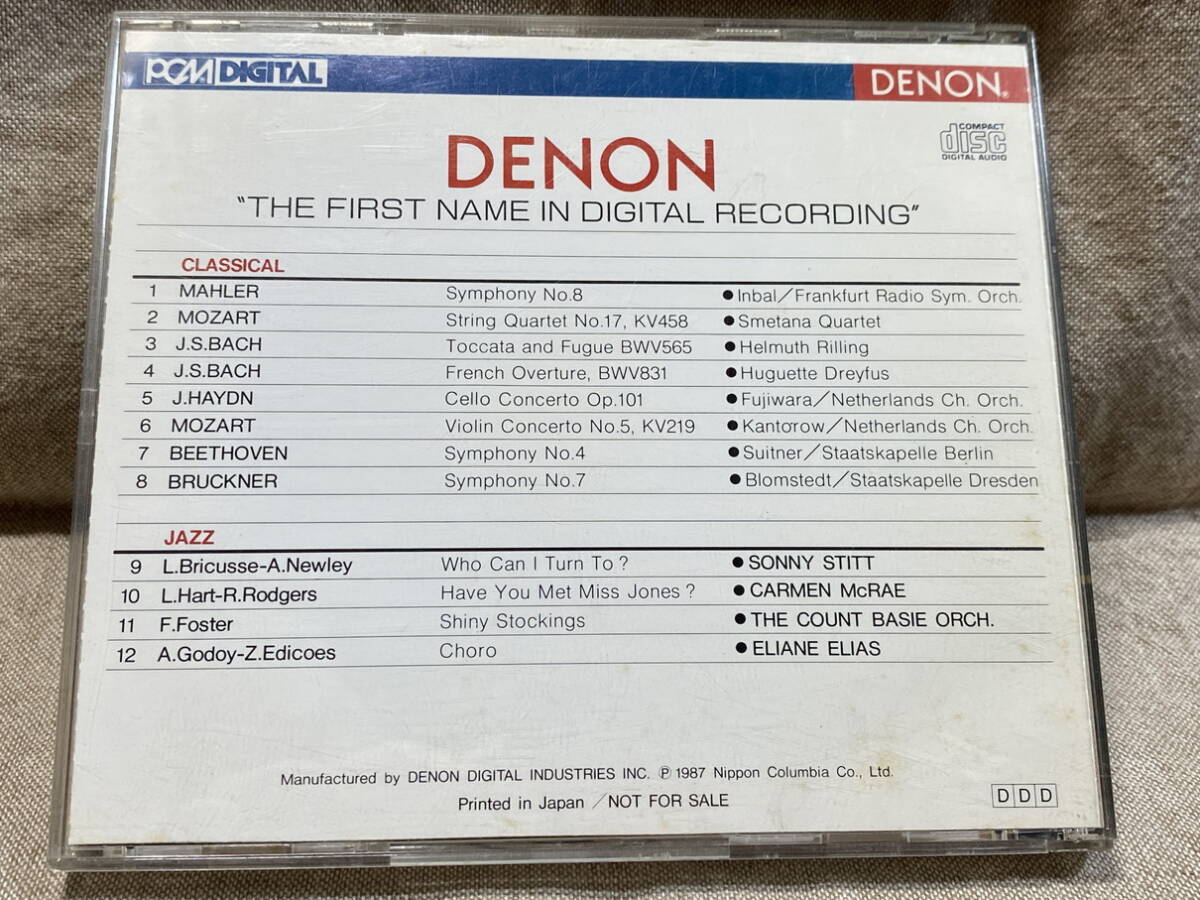 PCM DIGITAL DENON
COMPACT
disc
DIGITAL AUDIO
DENON
"THE FIRST NAME IN DIGITAL RECORDING"
CLASSICAL
1 MAHLER Symphony No.8 ●Inbal/Frankfurt Radio Sym. Orch.
2 MOZART String Quartet No.17, KV458 ●Smetana Quartet
3 J.S.BACH Toccata and Fugue BWV565 ●Helmuth Rilling
4 J.S.BACH French Overture, BWV831 ●Huguette Dreyfus
5 J.HAYDN Cello Concerto Op.101 ●Fujiwara/Netherlands Ch. Orch.
6 MOZART Violin Concerto No.5, KV219 ●Kantorow/Netherlands Ch. Orch.
7 BEETHOVEN Symphony No.4 ●Suitner/Staatskapelle Berlin
8 BRUCKNER Symphony No.7 ●Blomstedt/Staatskapelle Dresden
JAZZ
9 L.Bricusse-A.Newley Who Can I Turn To? ●SONNY STITT
10 L.Hart-R.Rodgers Have You Met Miss Jones? ●CARMEN McRAE
11 F.Foster Shiny Stockings ●THE COUNT BASIE ORCH.
12 A.Godoy-Z.Edicoes Choro ●ELIANE ELIAS
Manufactured by DENON DIGITAL INDUSTRIES INC. ℗ 1987 Nippon Columbia Co., Ltd.
Printed in Japan /NOT FOR SALE
DDD